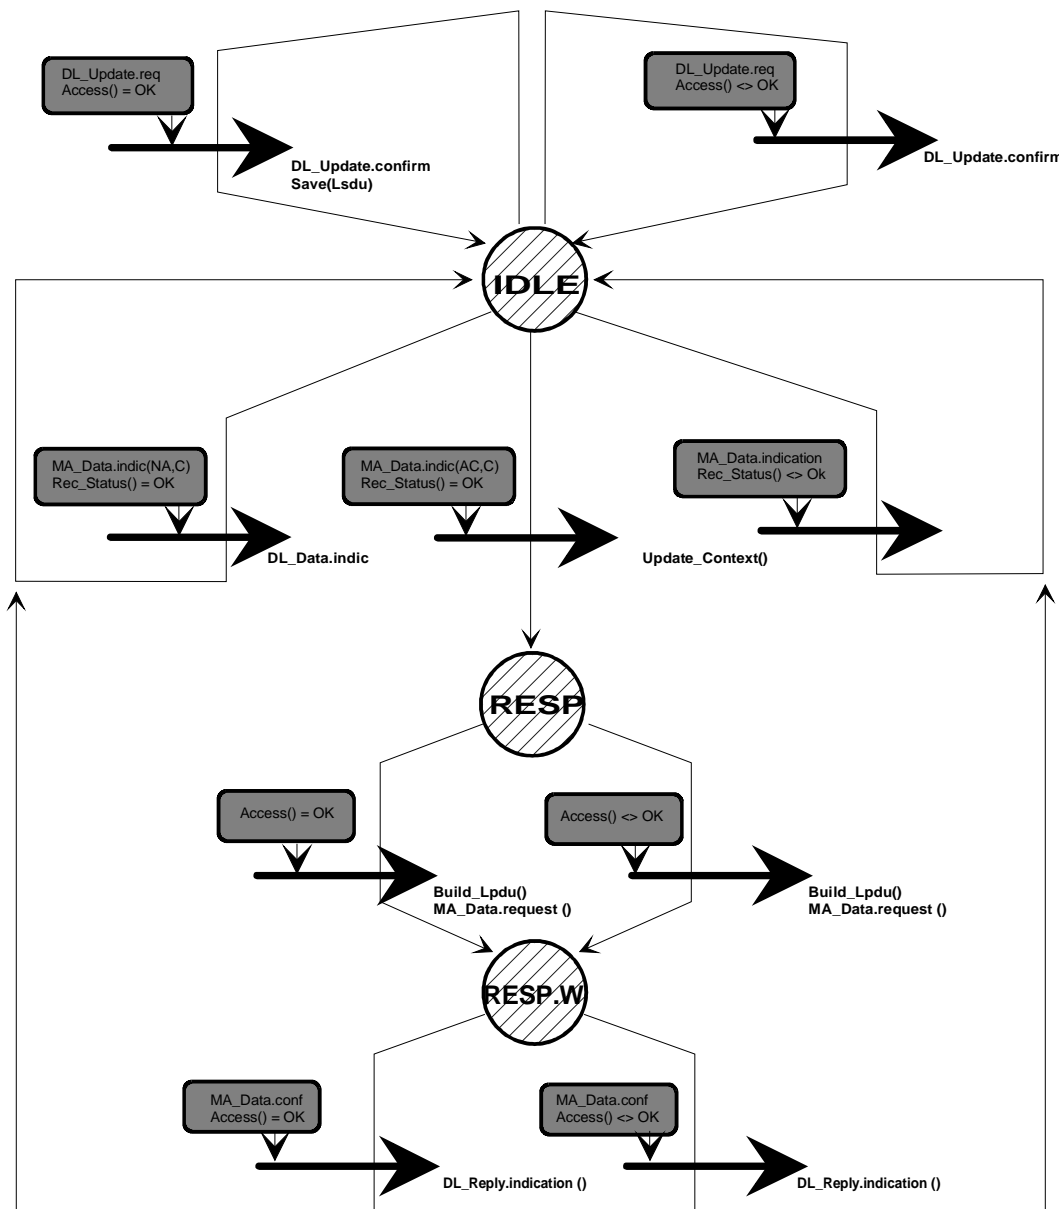 DL_Update.req
Access() = OK
DL_Update.req
Access() <> OK
DL_Update.confirm
Save(Lsdu)
DL_Update.confirm
IDLE
MA_Data.indic(NA,C)
Rec_Status() = OK
MA_Data.indic(AC,C)
Rec_Status() = OK
MA_Data.indication
Rec_Status() <> Ok
DL_Data.indic
Update_Context()
RESP
Access() = OK
Access() <> OK
Build_Lpdu()
MA_Data.request ()
Build_Lpdu()
MA_Data.request ()
RESP.W
MA_Data.conf
Access() = OK
MA_Data.conf
Access() <> OK
DL_Reply.indication ()
DL_Reply.indication ()